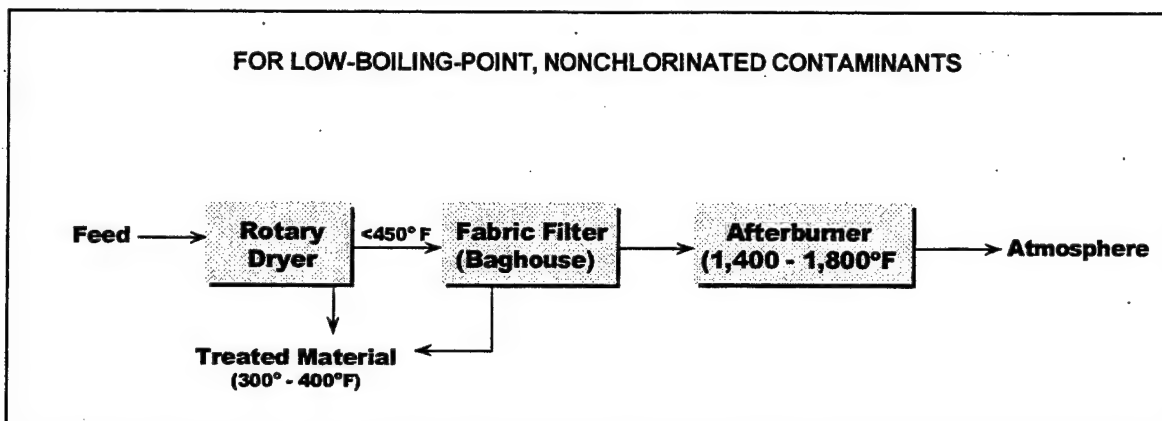 FOR LOW-BOILING-POINT, NONCHLORINATED CONTAMINANTS
Feed
Rotary
Dryer
<450° F
Fabric Filter
(Baghouse)
Afterburner
(1,400 - 1,800°F
Atmosphere
Treated Material
(300° - 400°F)